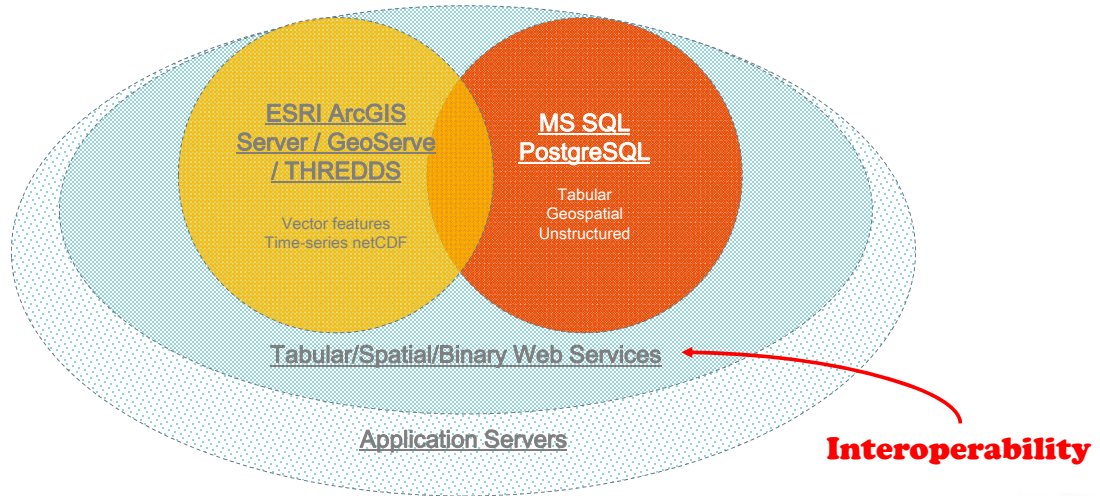 ESRI ArcGIS
Server / GeoServe
/ THREDDS
Vector features
Time-series netCDF
MS SQL
PostgreSQL
Tabular
Geospatial
Unstructured
Tabular/Spatial/Binary Web Services
Application Servers
Interoperability